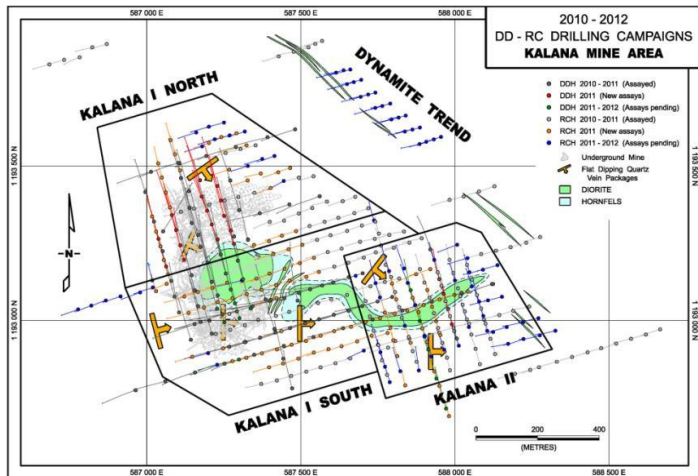 587 000 E
587 500 E
588 000 E
2010 - 2012
DD - RC DRILLING CAMPAIGNS
KALANA MINE AREA
DDH 2010 - 2011 (Assayed)
DDH 2011 (New assays)
DDH 2011 - 2012 (Assays pending)
RCH 2010 - 2011 (Assayed)
RCH 2011 (New assays)
RCH 2011 - 2012 (Assays pending)
Underground Mine
Flat Dipping Quartz
Vein Packages
DIORITE
HORNFELS
DYNAMITE TREND
KALANA I NORTH
1 193 500 N
1 193 500 N
N
1 193 000 N
1 193 000 N
KALANA I SOUTH
KALANA II
0 200 400
(METRES)
587 000 E
587 500 E
588 000 E